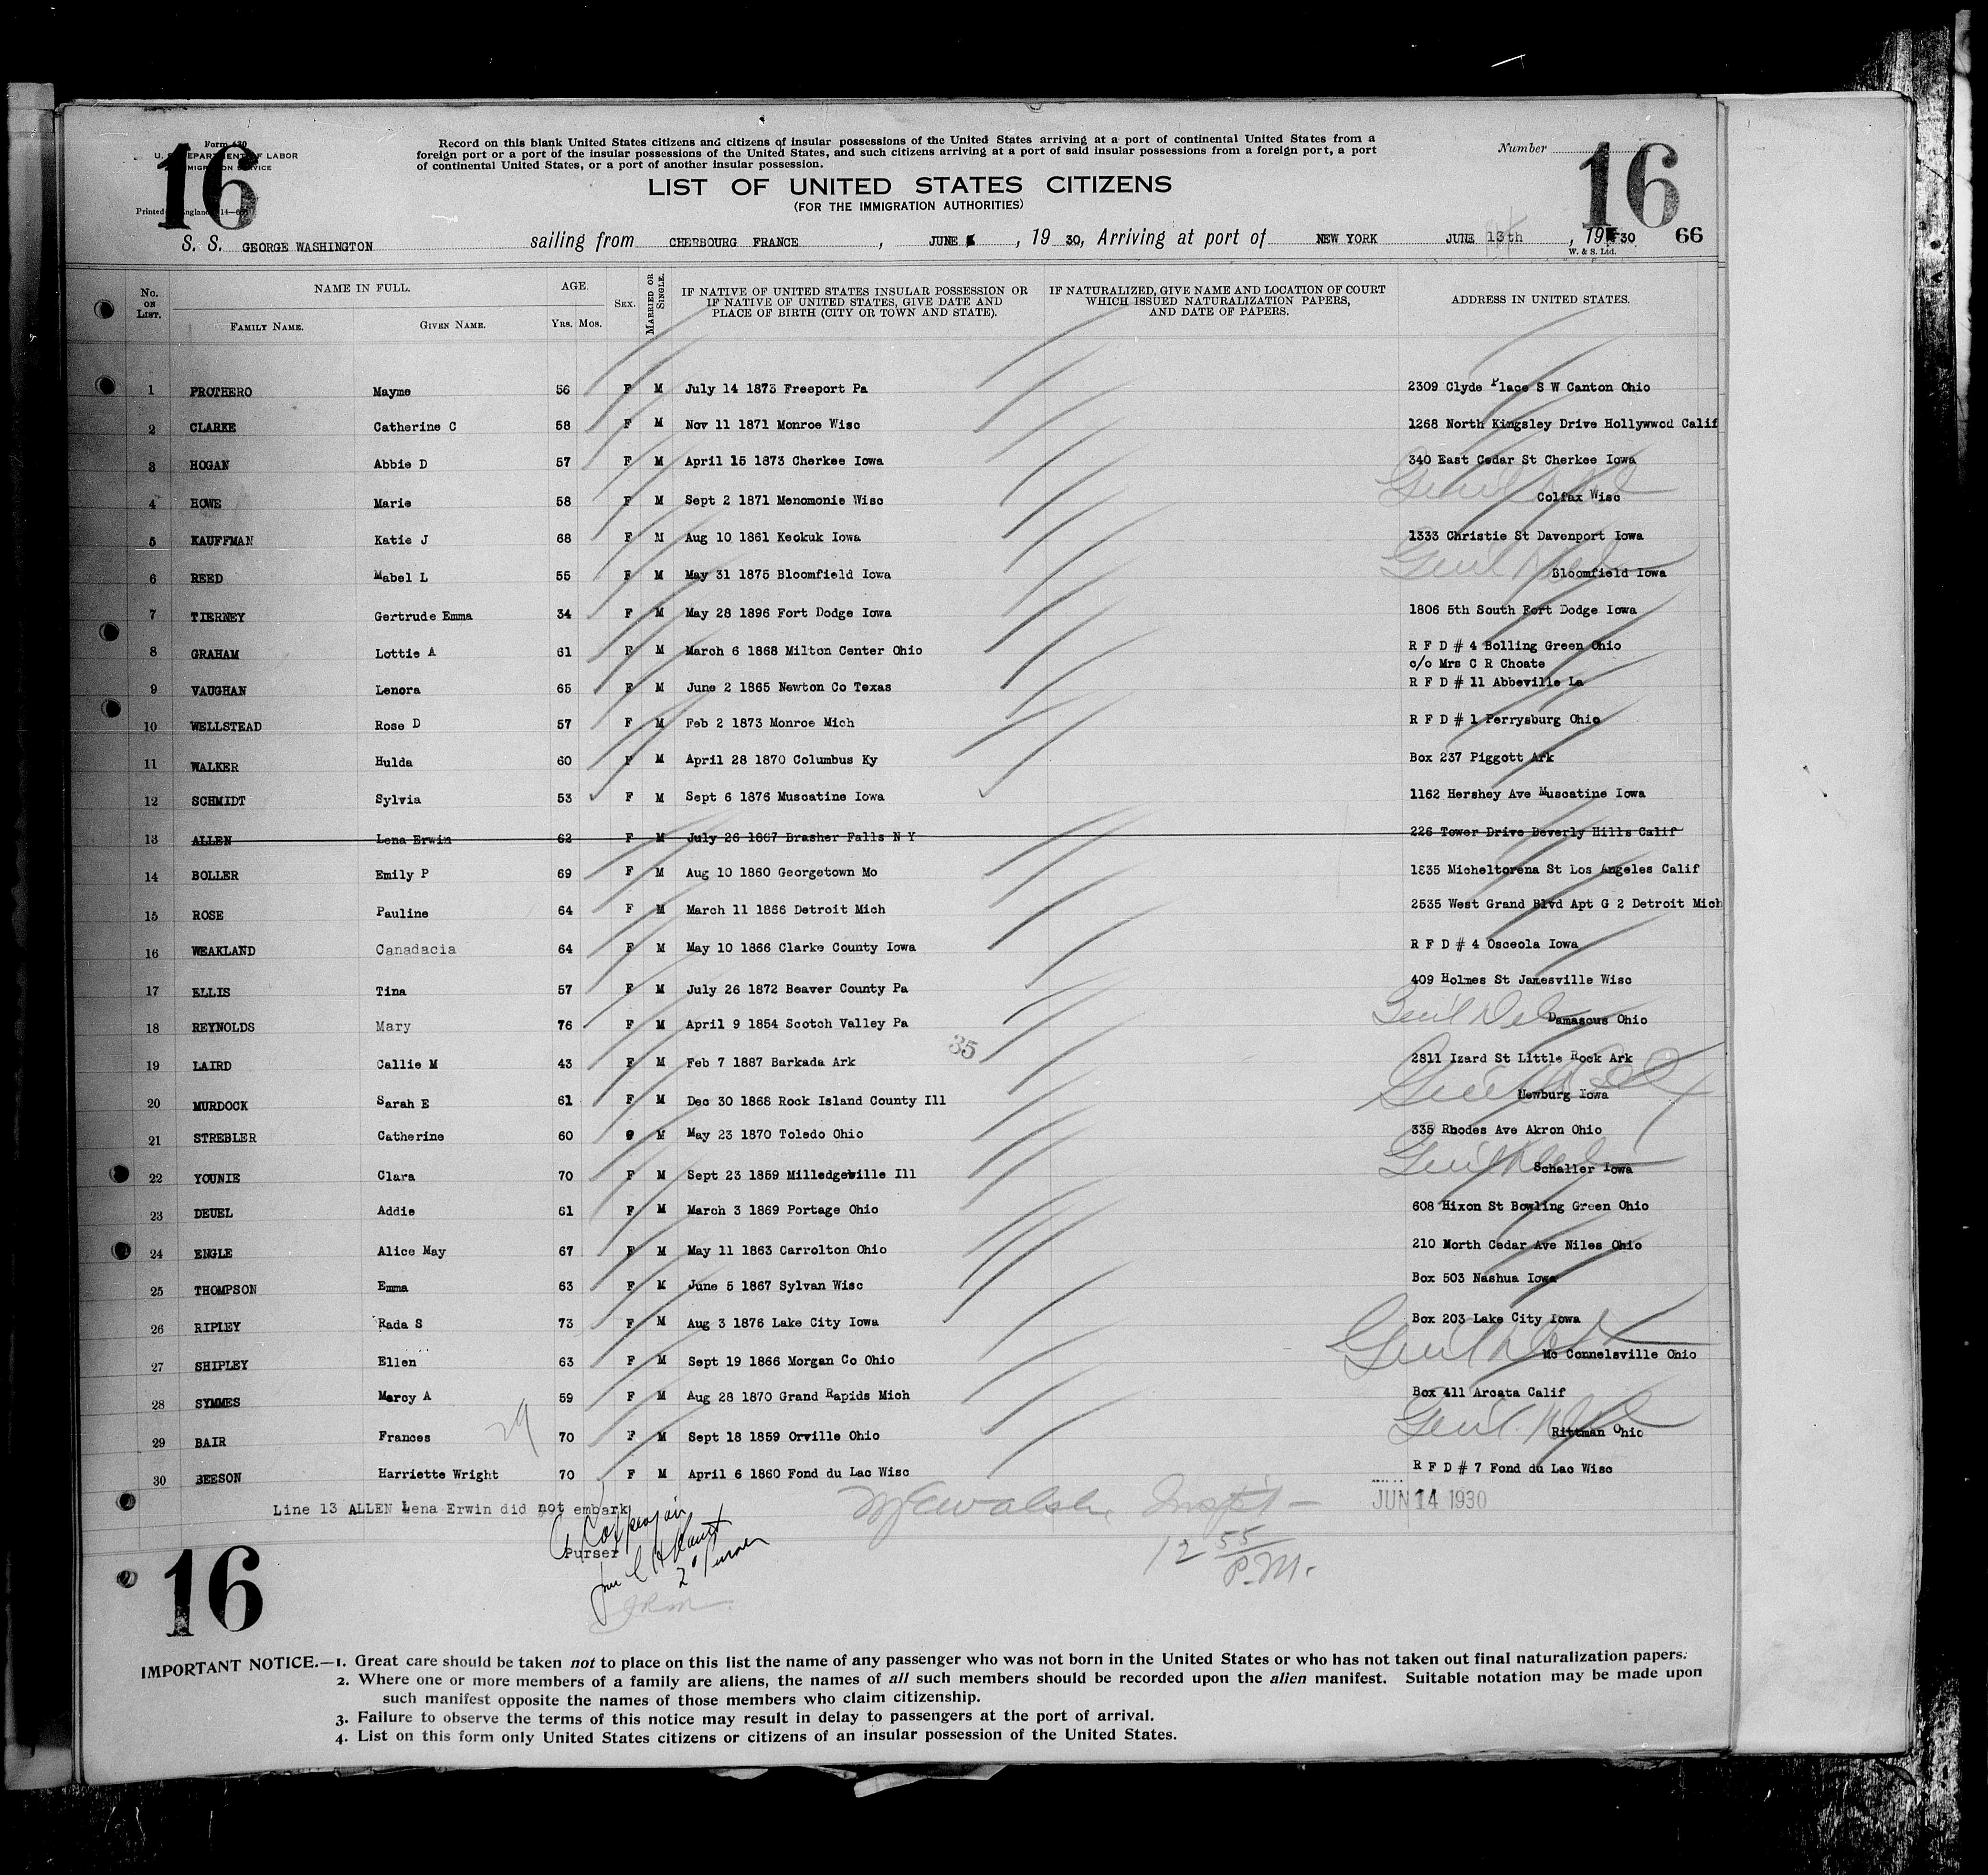 16
Form 630
U. S. DEPARTMENT OF LABOR
IMMIGRATION SERVICE
Record on this blank United States citizens and citizens of insular possessions of the United States arriving at a port of continental United States from a
foreign port or a port of the insular possessions of the United States, and such citizens arriving at a port of said insular possessions from a foreign port, a port
of continental United States, or a port of another insular possession.
Number
16
LIST OF UNITED STATES CITIZENS
(FOR THE IMMIGRATION AUTHORITIES)
Printed England 14—
S. S. GEORGE WASHINGTON sailing from CHERBOURG FRANCE, JUNE, 19 30, Arriving at port of NEW YORK JUNE 13th, 19 30 66
W. & S. Ltd.
No. ON LIST. NAME IN FULL. FAMILY NAME. GIVEN NAME. AGE. YRS. MOS. SEX. MARRIED OR SINGLE. IF NATIVE OF UNITED STATES INSULAR POSSESSION OR IF NATIVE OF UNITED STATES, GIVE DATE AND PLACE OF BIRTH (CITY OR TOWN AND STATE). IF NATURALIZED, GIVE NAME AND LOCATION OF COURT WHICH ISSUED NATURALIZATION PAPERS, AND DATE OF PAPERS. ADDRESS IN UNITED STATES.
1 PROTHERO Mayme 56 F M July 14 1873 Freeport Pa 2309 Clyde Place S W Canton Ohio
2 CLARKE Catherine C 58 F M Nov 11 1871 Monroe Wisc 1268 North Kingsley Drive Hollywwod Calif
3 HOGAN Abbie D 57 F M April 15 1873 Cherkee Iowa 340 East Cedar St Cherkee Iowa
4 HOWE Marie 58 F M Sept 2 1871 Menomonie Wisc Colfax Wisc
5 KAUFFMAN Katie J 68 F M Aug 10 1861 Keokuk Iowa 1333 Christie St Davenport Iowa
6 REED Mabel L 55 F M May 31 1875 Bloomfield Iowa Bloomfield Iowa
7 TIERNEY Gertrude Emma 34 F M May 28 1896 Fort Dodge Iowa 1806 5th South Fort Dodge Iowa
8 GRAHAM Lottie A 61 F M March 6 1868 Milton Center Ohio R F D # 4 Bolling Green Ohio
c/o Mrs C R Choate
9 VAUGHAN Lenora 65 F M June 2 1865 Newton Co Texas R F D # 11 Abbeville La
10 WELLSTEAD Rose D 57 F M Feb 2 1873 Monroe Mich R F D # 1 Perrysburg Ohio
11 WALKER Hulda 60 F M April 28 1870 Columbus Ky Box 237 Piggott Ark
12 SCHMIDT Sylvia 53 F M Sept 6 1876 Muscatine Iowa 1162 Hershey Ave Muscatine Iowa
13 ALLEN Lena Erwin 62 F M July 26 1867 Brasher Falls N Y 226 Tower Drive Beverly Hills Calif
14 BOLLER Emily P 69 F M Aug 10 1860 Georgetown Mo 1835 Micheltorena St Los Angeles Calif
15 ROSE Pauline 64 F M March 11 1866 Detroit Mich 2535 West Grand Blvd Apt G 2 Detroit Mich
16 WEAKLAND Canadacia 64 F M May 10 1866 Clarke County Iowa R F D # 4 Osceola Iowa
17 ELLIS Tina 57 F M July 26 1872 Beaver County Pa 409 Holmes St Janesville Wisc
18 REYNOLDS Mary 76 F M April 9 1854 Scotch Valley Pa Damascus Ohio
35
19 LAIRD Callie M 43 F M Feb 7 1887 Barkada Ark 2811 Izard St Little Rock Ark
20 MURDOCK Sarah E 61 F M Dec 30 1868 Rock Island County Ill Newburg Iowa
21 STREBLER Catherine 60 M May 23 1870 Toledo Ohio 335 Rhodes Ave Akron Ohio
22 YOUNIE Clara 70 F M Sept 23 1859 Milledgeville Ill Schaller Iowa
23 DEUEL Addie 61 F M March 3 1869 Portage Ohio 608 Hixon St Bowling Green Ohio
24 ENGLE Alice May 67 F M May 11 1863 Carrolton Ohio 210 North Cedar Ave Niles Ohio
25 THOMPSON Emma 63 F M June 5 1867 Sylvan Wisc Box 503 Nashua Iowa
26 RIPLEY Rada S 73 F M Aug 3 1876 Lake City Iowa Box 203 Lake City Iowa
27 SHIPLEY Ellen 63 F M Sept 19 1866 Morgan Co Ohio Mc Connelsville Ohio
28 SYMMES Marcy A 59 F M Aug 28 1870 Grand Rapids Mich Box 411 Arcata Calif
29
29 BAIR Frances 70 F M Sept 18 1859 Orville Ohio Rittman Ohio
30 BEESON Harriette Wright 70 F M April 6 1860 Fond du Lac Wisc R F D # 7 Fond du Lac Wisc
Line 13 ALLEN Lena Erwin did not embark
JUN 14 1930
Purser
12 55
P.M.
16
IMPORTANT NOTICE.—1. Great care should be taken not to place on this list the name of any passenger who was not born in the United States or who has not taken out final naturalization papers.
2. Where one or more members of a family are aliens, the names of all such members should be recorded upon the alien manifest. Suitable notation may be made upon
such manifest opposite the names of those members who claim citizenship.
3. Failure to observe the terms of this notice may result in delay to passengers at the port of arrival.
4. List on this form only United States citizens or citizens of an insular possession of the United States.